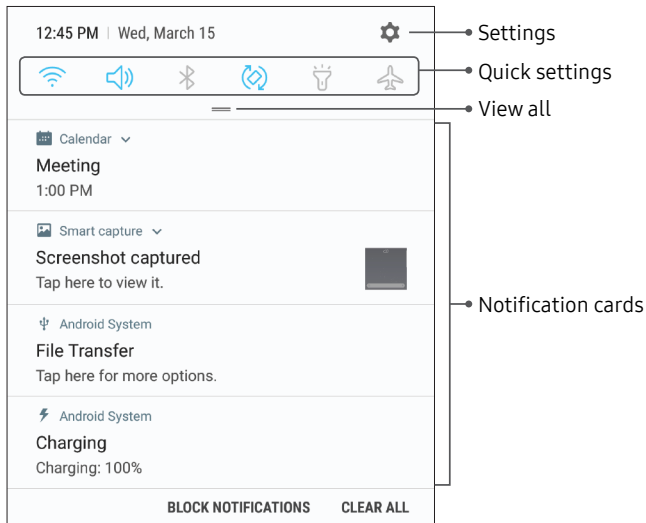 12:45 PM | Wed, March 15
Settings
Quick settings
View all
Calendar
Meeting
1:00 PM
Smart capture
Screenshot captured
Tap here to view it.
Notification cards
Android System
File Transfer
Tap here for more options.
Android System
Charging
Charging: 100%
BLOCK NOTIFICATIONS CLEAR ALL